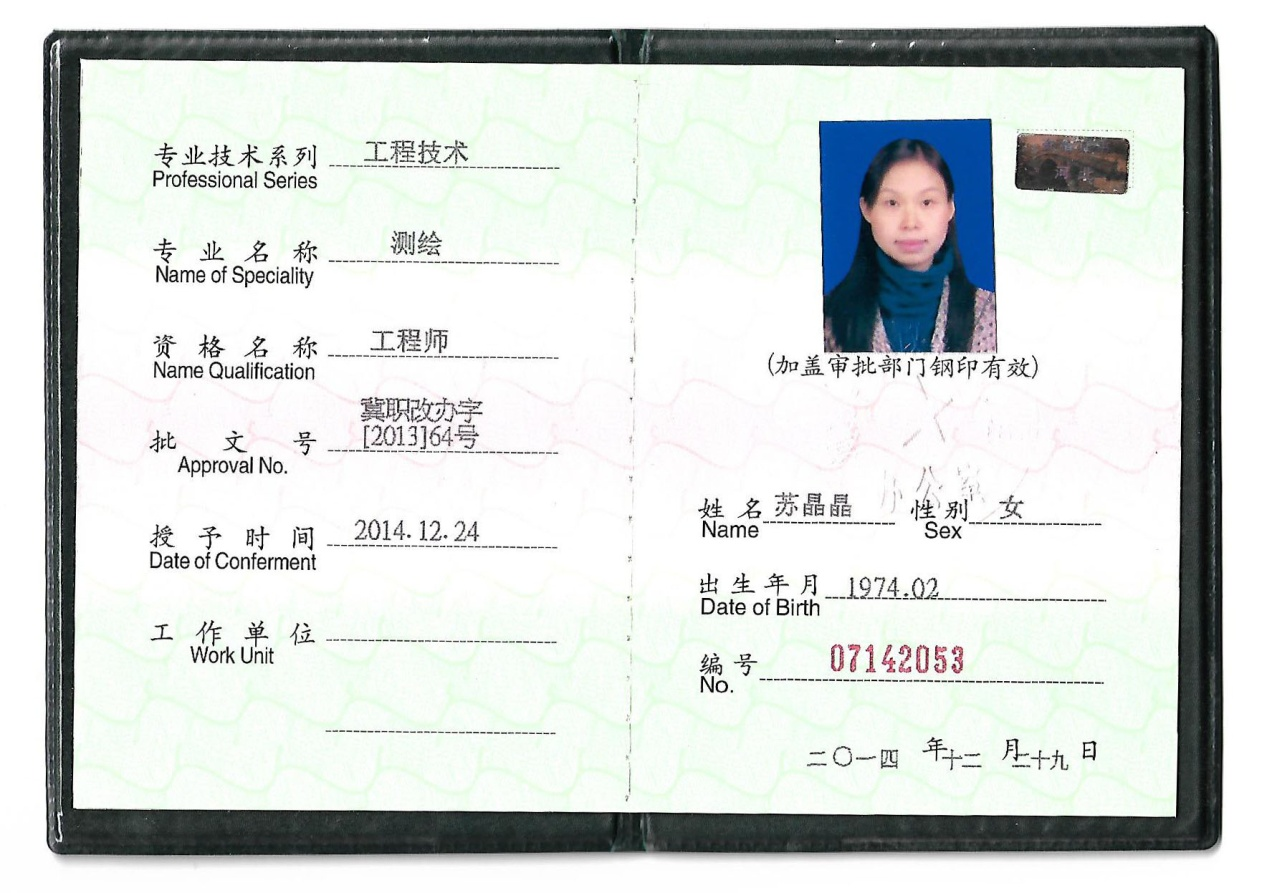 专业技术系列 工程技术
Professional Series
专业名称 测绘
Name of Speciality
资格名称 工程师
Name Qualification
冀职改办字
批文号 [2013]64号
Approval No.
授予时间 2014.12.24
Date of Conferment
工作单位
Work Unit
(加盖审批部门钢印有效)
办公室
姓名 苏晶晶 性别 女
Name Sex
出生年月 1974.02
Date of Birth
编号 07142053
No.
二〇一四 年十二 月二十九 日